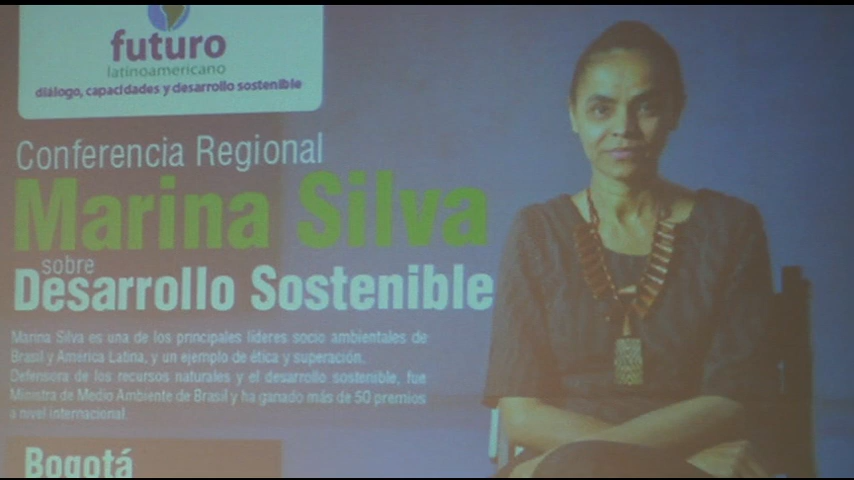 futuro
latinoamericano
diálogo, capacidades y desarrollo sostenible
Conferencia Regional
Marina Silva
sobre
Desarrollo Sostenible
Marina Silva es una de los principales líderes socio ambientales de
Brasil y América Latina, y un ejemplo de ética y superación.
Defensora de los recursos naturales y el desarrollo sostenible, fue
Ministra de Medio Ambiente de Brasil y ha ganado más de 50 premios
a nivel internacional.
Bogotá